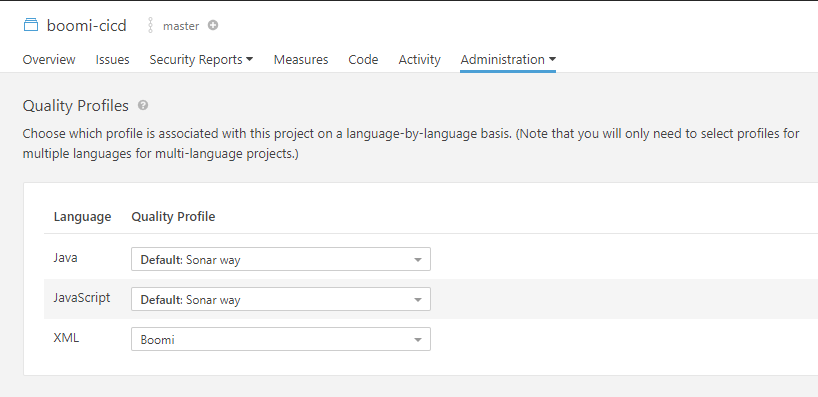 boomi-cicd master
Overview Issues Security Reports Measures Code Activity Administration
Quality Profiles ?
Choose which profile is associated with this project on a language-by-language basis. (Note that you will only need to select profiles for
multiple languages for multi-language projects.)
Language Quality Profile
Java Default: Sonar way
JavaScript Default: Sonar way
XML Boomi